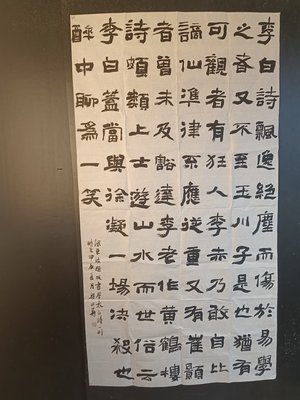 李白詩飄逸絕塵而傷於易學
之者又不至玉川子是也猶有
可觀者有狂人李赤乃敢自比
謫仙準律不應從重又有崔顥
者曾未及豁達李老作黃鶴樓
詩頗類上士遊山水而世俗云
李白蓋當與徐凝一場決殺也
醉中聊爲一笑